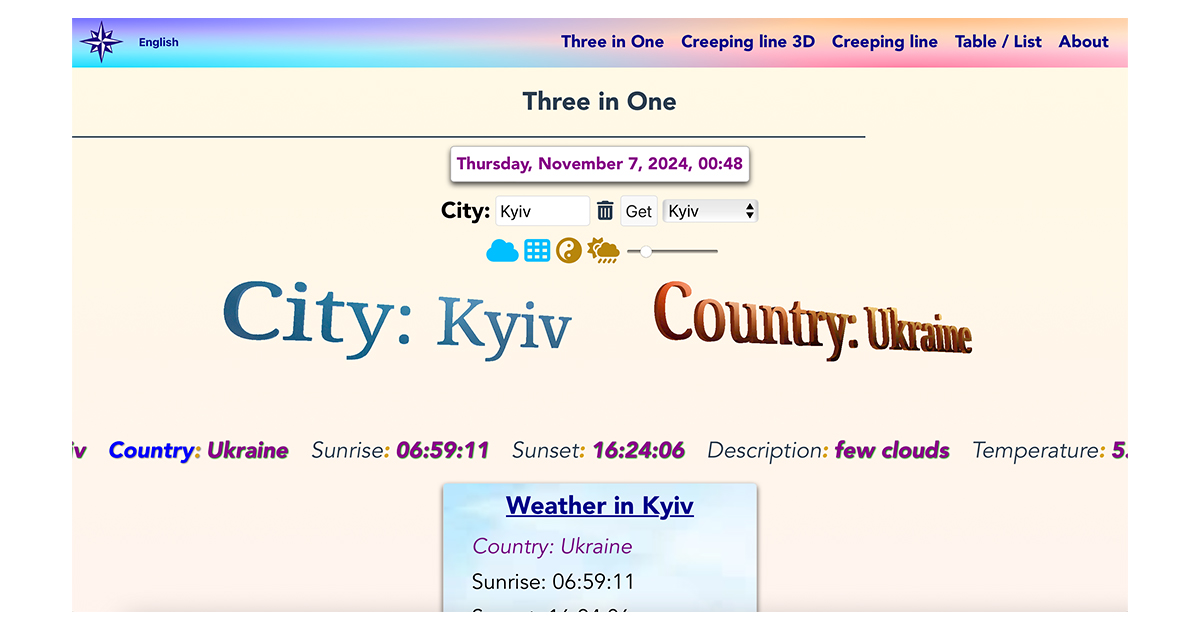 English Three in One Creeping line 3D Creeping line Table / List About
Three in One
Thursday, November 7, 2024, 00:48
City: Kyiv Get Kyiv
City: Kyiv Country: Ukraine
Country: Ukraine Sunrise: 06:59:11 Sunset: 16:24:06 Description: few clouds Temperature: 5.
Weather in Kyiv
Country: Ukraine
Sunrise: 06:59:11